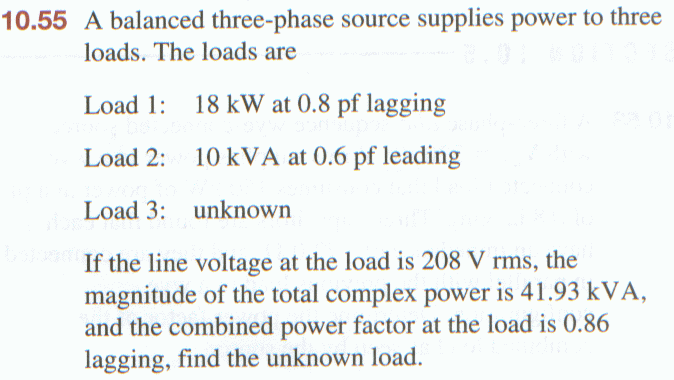 10.55 A balanced three-phase source supplies power to three
loads. The loads are
Load 1: 18 kW at 0.8 pf lagging
Load 2: 10 kVA at 0.6 pf leading
Load 3: unknown
If the line voltage at the load is 208 V rms, the
magnitude of the total complex power is 41.93 kVA,
and the combined power factor at the load is 0.86
lagging, find the unknown load.